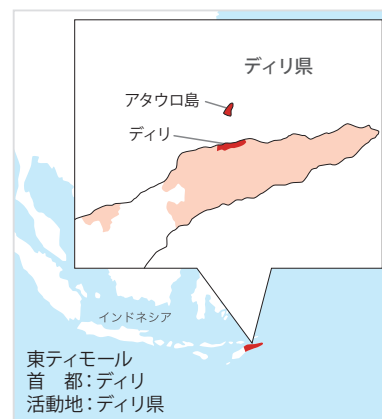 ディリ県
アタウロ島
ディリ
インドネシア
東ティモール
首　都：ディリ
活動地：ディリ県